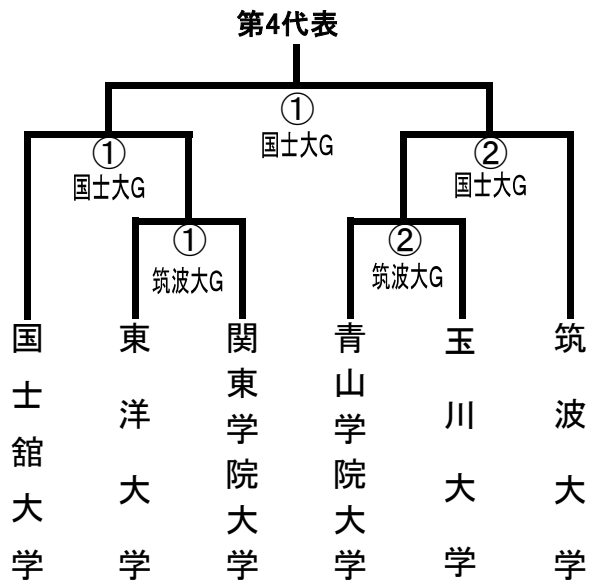 第4代表
①
国士大G
①
国士大G
②
国士大G
①
筑波大G
②
筑波大G
国士舘大学
東洋大学
関東学院大学
青山学院大学
玉川大学
筑波大学